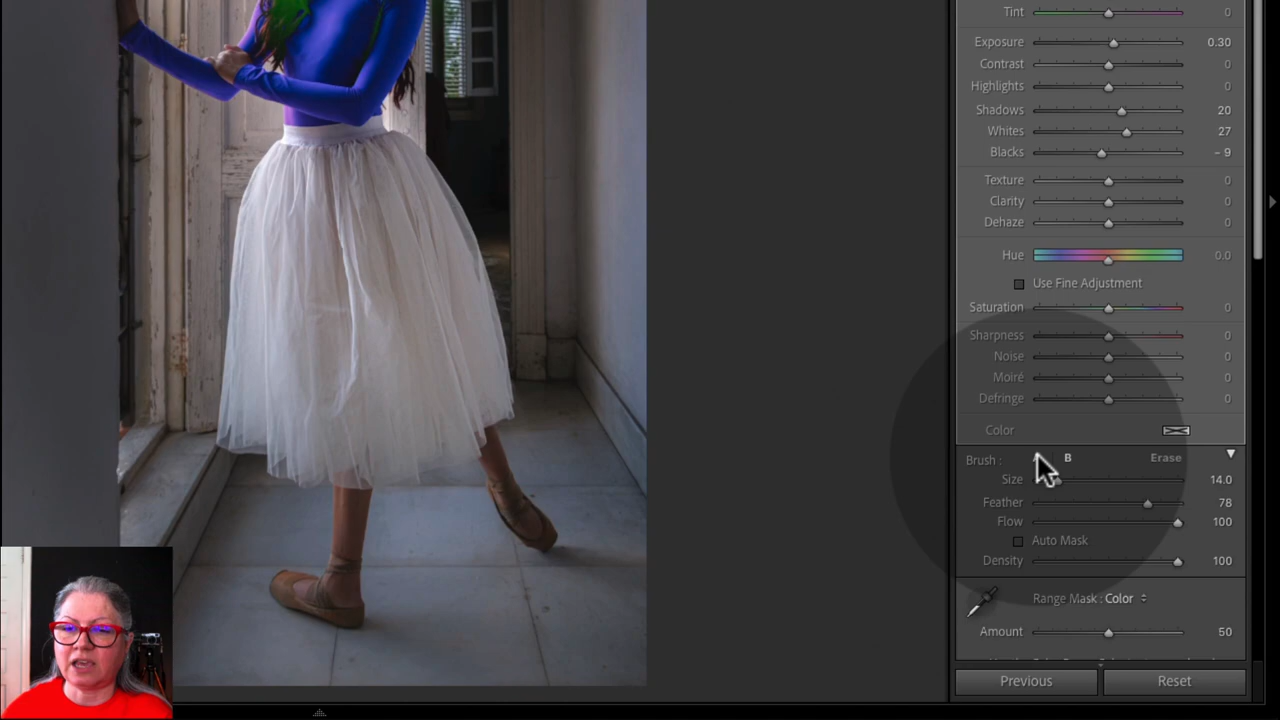 Tint 0
Exposure 0.30
Contrast 0
Highlights 0
Shadows 20
Whites 27
Blacks – 9
Texture 0
Clarity 0
Dehaze 0
Hue 0.0
Use Fine Adjustment
Saturation 0
Sharpness 0
Noise 0
Moiré 0
Defringe 0
Color
Brush : B Erase
Size 14.0
Feather 78
Flow 100
Auto Mask
Density 100
Range Mask : Color
Amount 50
Previous Reset